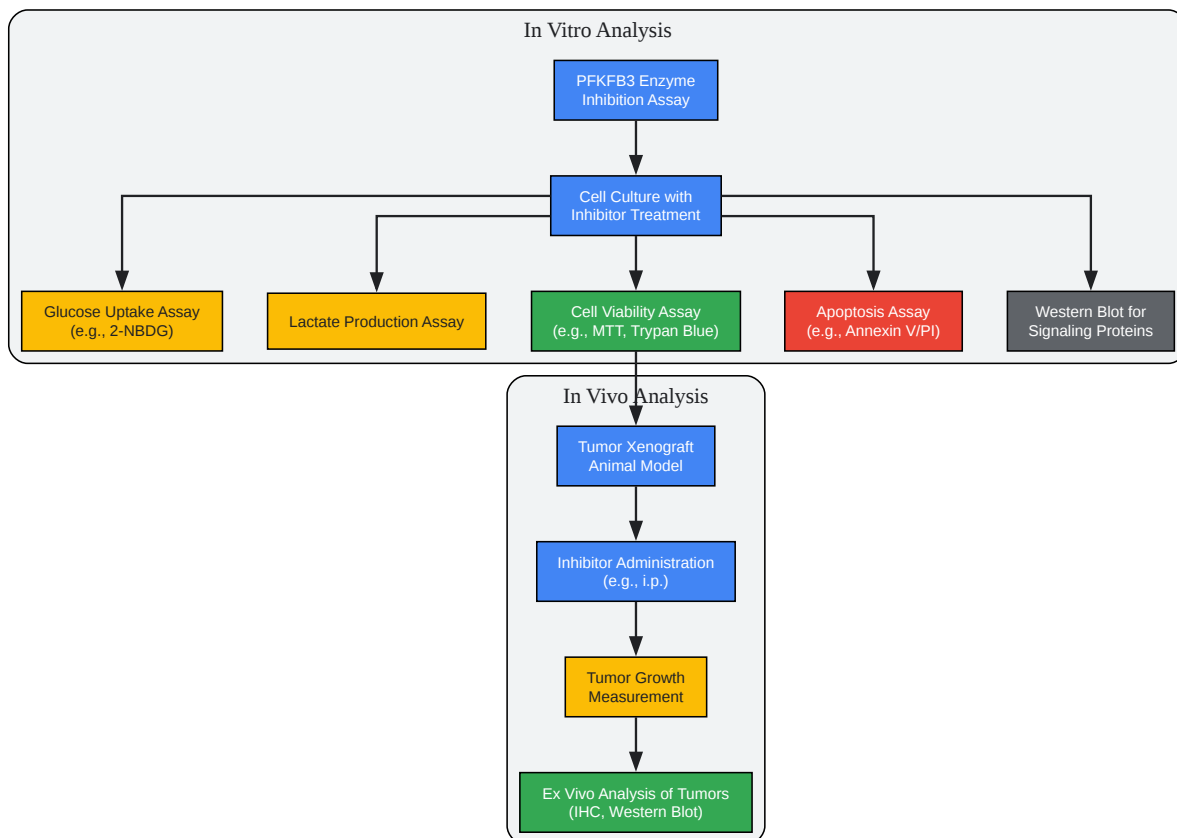 In Vitro Analysis
PFKFB3 Enzyme
Inhibition Assay
Cell Culture with
Inhibitor Treatment
Glucose Uptake Assay
(e.g., 2-NBDG)
Lactate Production Assay
Cell Viability Assay
(e.g., MTT, Trypan Blue)
Apoptosis Assay
(e.g., Annexin V/PI)
Western Blot for
Signaling Proteins
In Vivo Analysis
Tumor Xenograft
Animal Model
Inhibitor Administration
(e.g., i.p.)
Tumor Growth
Measurement
Ex Vivo Analysis of Tumors
(IHC, Western Blot)